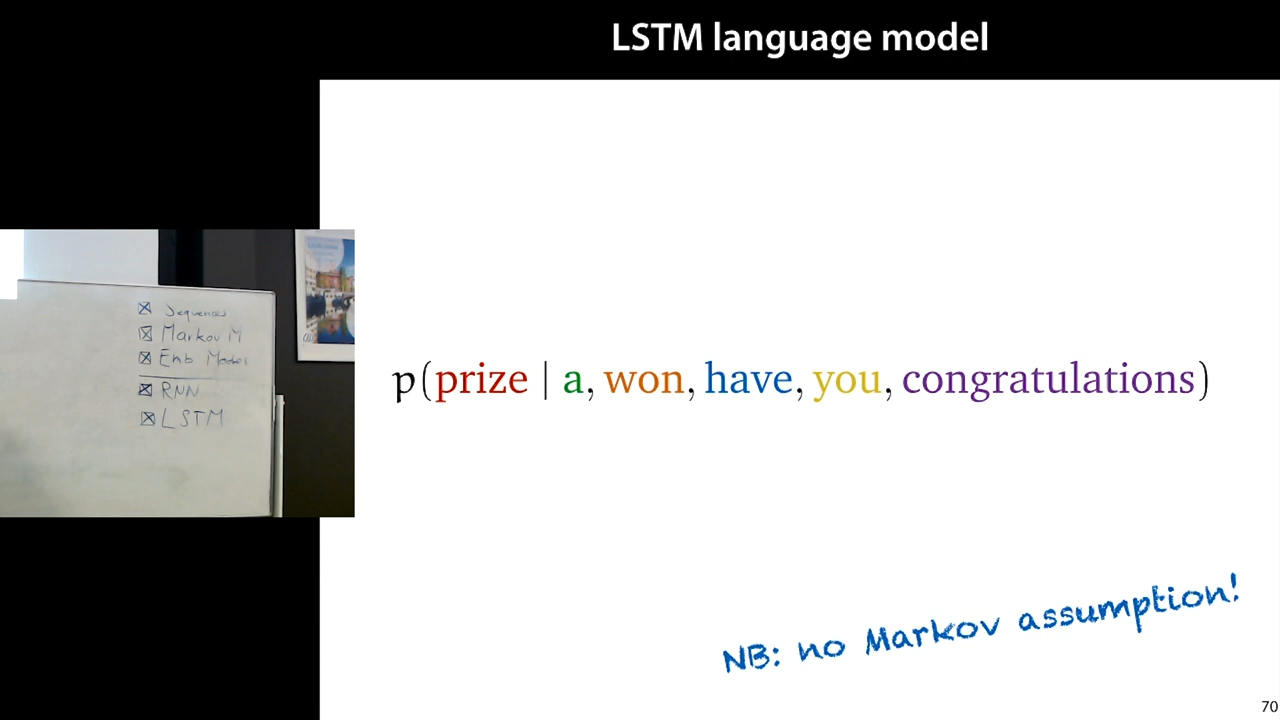 LSTM language model
Sequences
Markov M
Emb Model
RNN
LSTM
p(prize | a, won, have, you, congratulations)
NB: no Markov assumption!
70